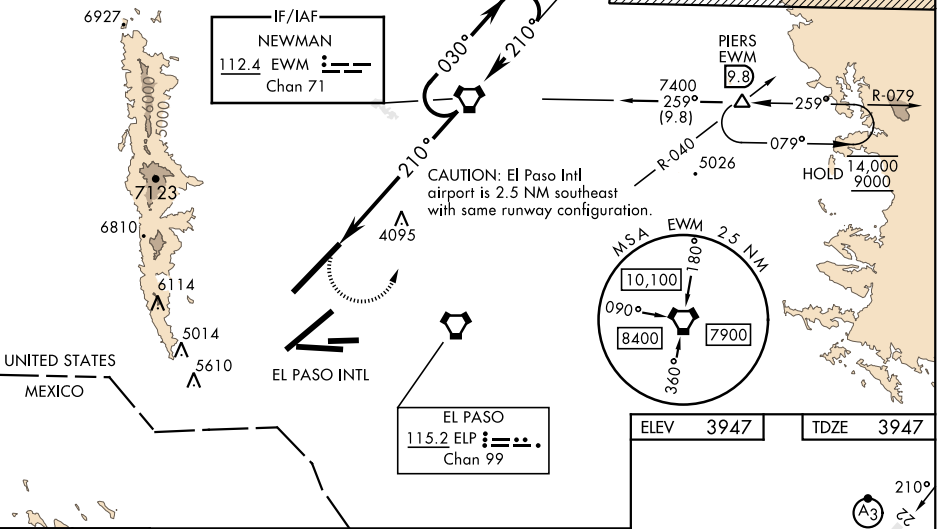 6927
IF/IAF
NEWMAN
112.4 EWM
Chan 71
030°
210°
PIERS
EWM
9.8
7400
259°
(9.8)
259°
R-079
079°
R-040
5026
HOLD
14,000
9000
6000
5000
7123
6810
210°
CAUTION: El Paso Intl
airport is 2.5 NM southeast
with same runway configuration.
4095
6114
5014
5610
UNITED STATES
MEXICO
EL PASO INTL
MSA EWM 25 NM
180°
10,100
090°
8400
7900
360°
EL PASO
115.2 ELP
Chan 99
ELEV 3947
TDZE 3947
210°
22
A3